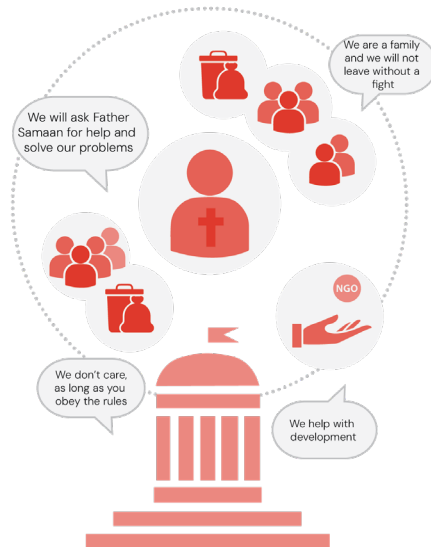 We are a family
and we will not
leave without a
fight
We will ask Father
Samaan for help and
solve our problems
NGO
We don't care,
as long as you
obey the rules
We help with
development